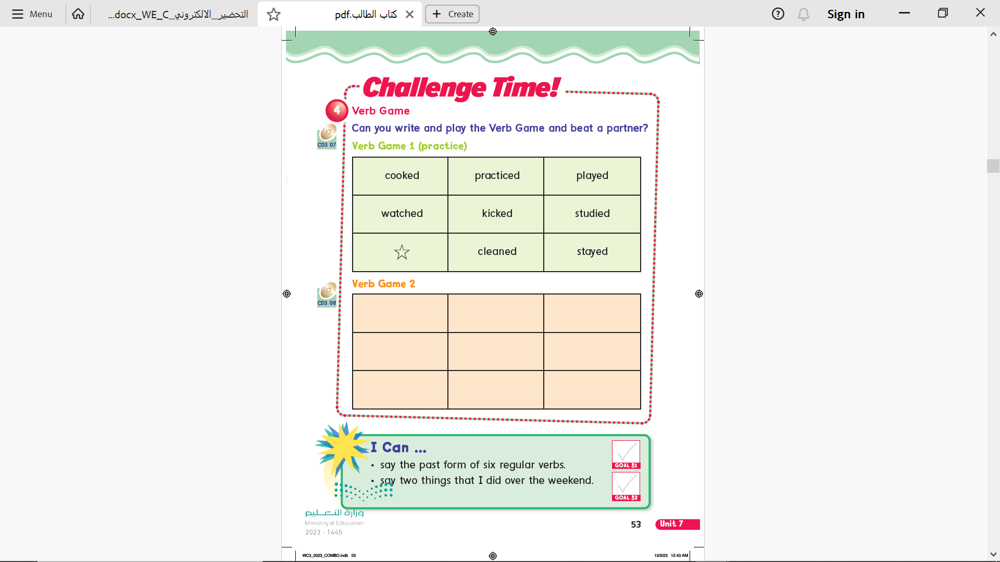 Menu
...docx_WE_C_التحضير_الالكتروني
كتاب الطالب.pdf
Create
Sign in
Challenge Time!
4
Verb Game
Can you write and play the Verb Game and beat a partner?
CD3 07
Verb Game 1 (practice)
cooked practiced played
watched kicked studied
cleaned stayed
Verb Game 2
CD3 08
I Can ...
• say the past form of six regular verbs.
GOAL 51
• say two things that I did over the weekend.
GOAL 52
وزارة التعليم
Ministry of Education
2023 - 1445
53
Unit 7
WC3_2023_COMBO.indb 53
13/3/23 12:43 AM